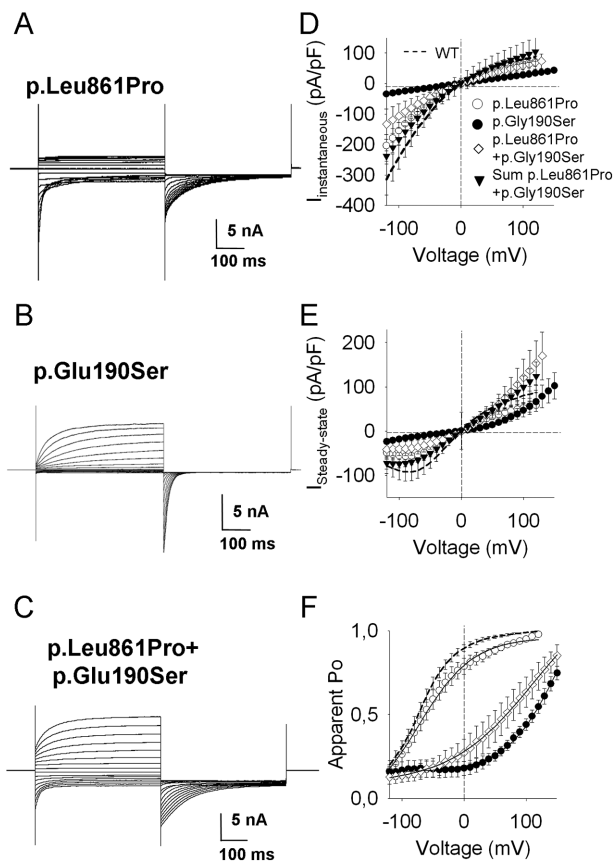 A
p.Leu861Pro
5 nA
100 ms
B
p.Glu190Ser
5 nA
100 ms
C
p.Leu861Pro+
p.Glu190Ser
5 nA
100 ms
D
WT
100
0
-100
-200
-300
-400
Iinstantaneous (pA/pF)
p.Leu861Pro
p.Gly190Ser
p.Leu861Pro
+p.Gly190Ser
Sum p.Leu861Pro
+p.Gly190Ser
-100 0 100
Voltage (mV)
E
200
100
0
-100
ISteady-state (pA/pF)
-100 0 100
Voltage (mV)
F
1,0
0,5
0,0
Apparent Po
-100 0 100
Voltage (mV)